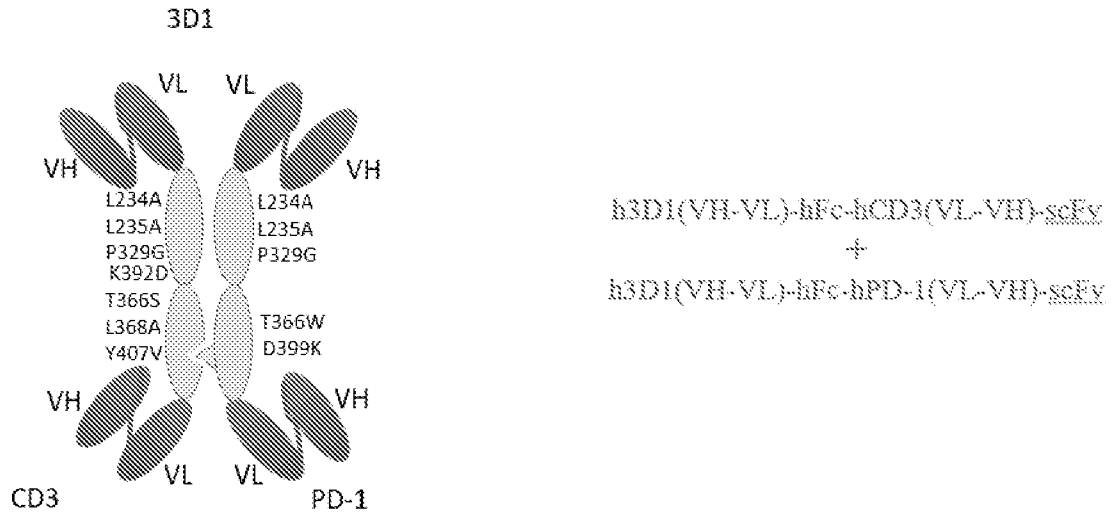 3D1
VL VL
VH VH
L234A L234A
L235A L235A
P329G P329G
K392D
T366S
L368A T366W
Y407V D399K
VH VH
VL VL
CD3 PD-1
h3D1(VH-VL)-hFc-hCD3(VL-VH)-scFv
+
h3D1(VH-VL)-hFc-hPD-1(VL-VH)-scFv